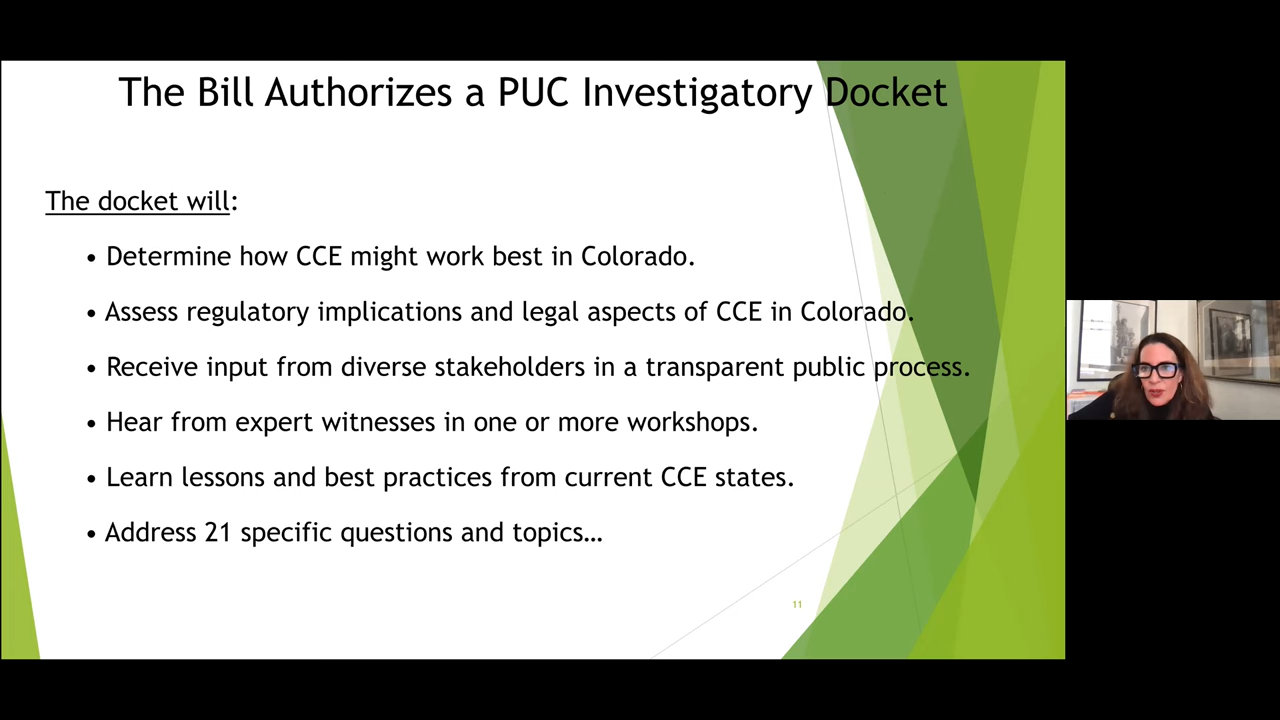 The Bill Authorizes a PUC Investigatory Docket
The docket will:
• Determine how CCE might work best in Colorado.
• Assess regulatory implications and legal aspects of CCE in Colorado.
• Receive input from diverse stakeholders in a transparent public process.
• Hear from expert witnesses in one or more workshops.
• Learn lessons and best practices from current CCE states.
• Address 21 specific questions and topics…
11